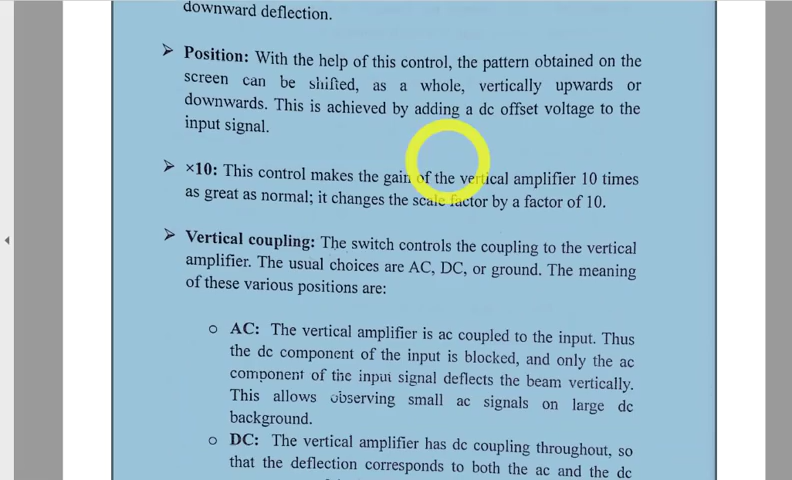 downward deflection.
➢ Position: With the help of this control, the pattern obtained on the
screen can be shifted, as a whole, vertically upwards or
downwards. This is achieved by adding a dc offset voltage to the
input signal.
➢ ×10: This control makes the gain of the vertical amplifier 10 times
as great as normal; it changes the scale factor by a factor of 10.
➢ Vertical coupling: The switch controls the coupling to the vertical
amplifier. The usual choices are AC, DC, or ground. The meaning
of these various positions are:
o AC: The vertical amplifier is ac coupled to the input. Thus
the dc component of the input is blocked, and only the ac
component of the input signal deflects the beam vertically.
This allows observing small ac signals on large dc
background.
o DC: The vertical amplifier has dc coupling throughout, so
that the deflection corresponds to both the ac and the dc